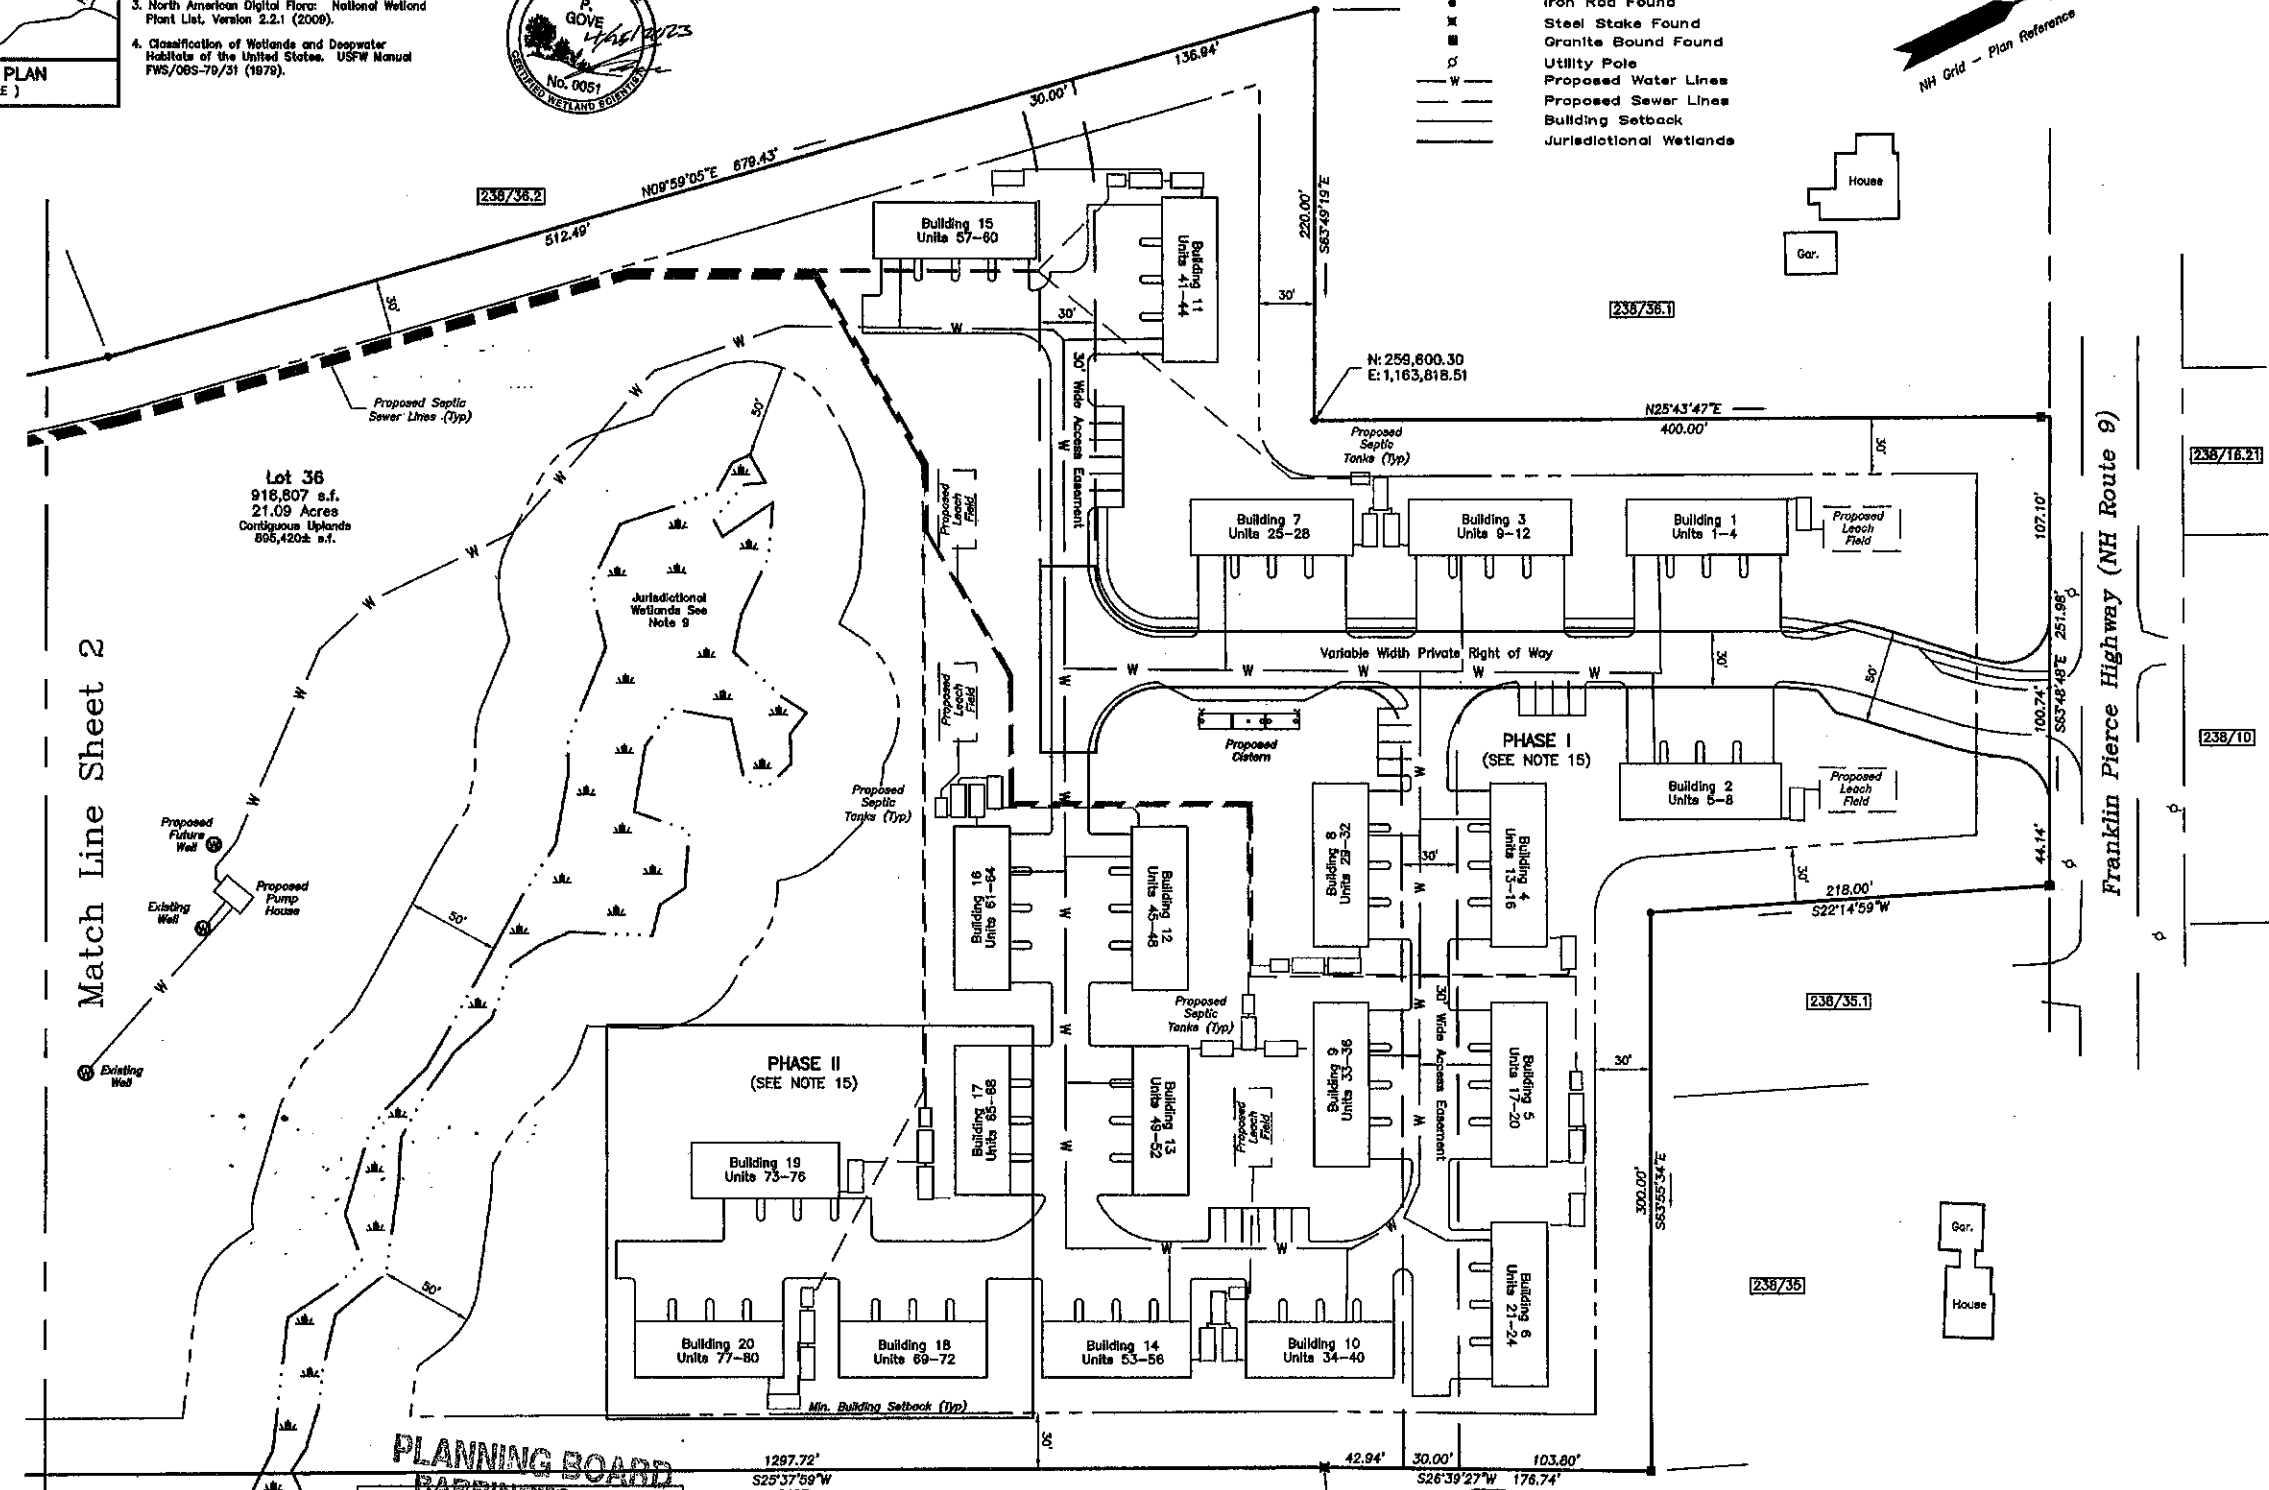 3. North American Digital Flora: National Wetland
Plant List, Version 2.2.1 (2009).
4. Classification of Wetlands and Deepwater
Habitats of the United States. USFW Manual
FWS/OBS-79/31 (1979).
PLAN
E )
P.
GOVE
4/25/2023
No. 0051
CERTIFIED WETLAND SCIENTIST
Iron Rod Found
Steel Stake Found
Granite Bound Found
Utility Pole
W Proposed Water Lines
Proposed Sewer Lines
Building Setback
Jurisdictional Wetlands
NH Grid - Plan Reference
House
Gar.
136.94'
30.00'
N09°59'05"E 679.43'
512.49'
238/36.2
30'
Building 15
Units 57-60
Building 11
Units 41-44
220.00'
S63°49'19"E
30'
30'
238/36.1
N: 259,600.30
E: 1,163,818.51
N25°43'47"E
400.00'
30'
Proposed Septic
Sewer Lines (Typ)
50'
30' Wide Access Easement
Proposed
Septic
Tanks (Typ)
238/16.21
Lot 36
918,807 s.f.
21.09 Acres
Contiguous Uplands
895,420± s.f.
Proposed
Leach
Field
Building 7
Units 25-28
Building 3
Units 9-12
Building 1
Units 1-4
Proposed
Leach
Field
107.10'
Jurisdictional
Wetlands See
Note 9
Variable Width Private Right of Way
30'
50'
251.98'
S63°48'48"E
100.74'
Franklin Pierce Highway (NH Route 9)
238/10
Match Line Sheet 2
Proposed
Leach
Field
Proposed
Cistern
PHASE I
(SEE NOTE 15)
Building 2
Units 5-8
Proposed
Leach
Field
Proposed
Septic
Tanks (Typ)
Proposed
Future
Well
Proposed
Pump
House
Existing
Well
Existing
Well
50'
Building 16
Units 61-64
Building 12
Units 45-48
Building 8
Units 29-32
30'
Building 4
Units 13-16
30'
44.14'
218.00'
S22°14'59"W
238/35.1
Proposed
Septic
Tanks (Typ)
30' Wide Access Easement
PHASE II
(SEE NOTE 15)
Building 17
Units 65-68
Building 13
Units 49-52
Proposed
Leach
Field
Building 9
Units 33-36
Building 5
Units 17-20
30'
300.00'
S63°55'34"E
Building 19
Units 73-76
Gar.
House
238/35
50'
Building 20
Units 77-80
Building 18
Units 69-72
Building 14
Units 53-56
Building 10
Units 34-40
Building 6
Units 21-24
Min. Building Setback (Typ)
30'
PLANNING BOARD
1297.72'
S25°37'59"W
42.94'
30.00'
103.80'
S26°39'27"W 176.74'